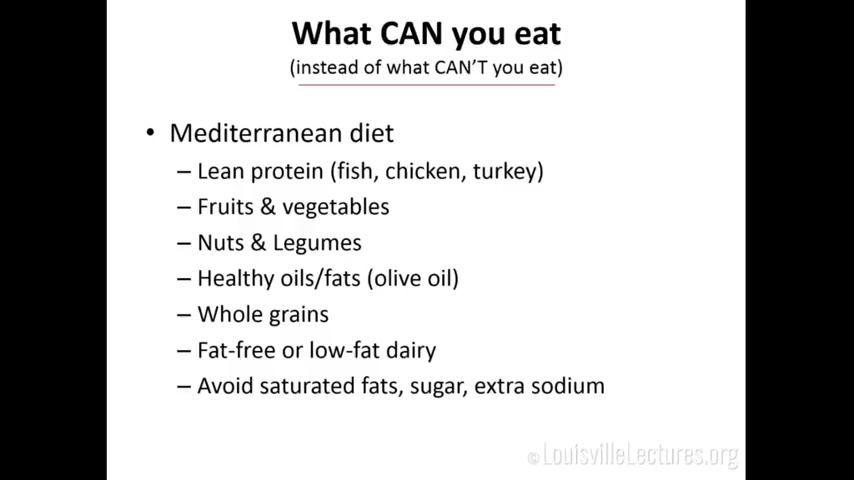 What CAN you eat
(instead of what CAN'T you eat)
• Mediterranean diet
– Lean protein (fish, chicken, turkey)
– Fruits & vegetables
– Nuts & Legumes
– Healthy oils/fats (olive oil)
– Whole grains
– Fat-free or low-fat dairy
– Avoid saturated fats, sugar, extra sodium
©LouisvilleLectures.org